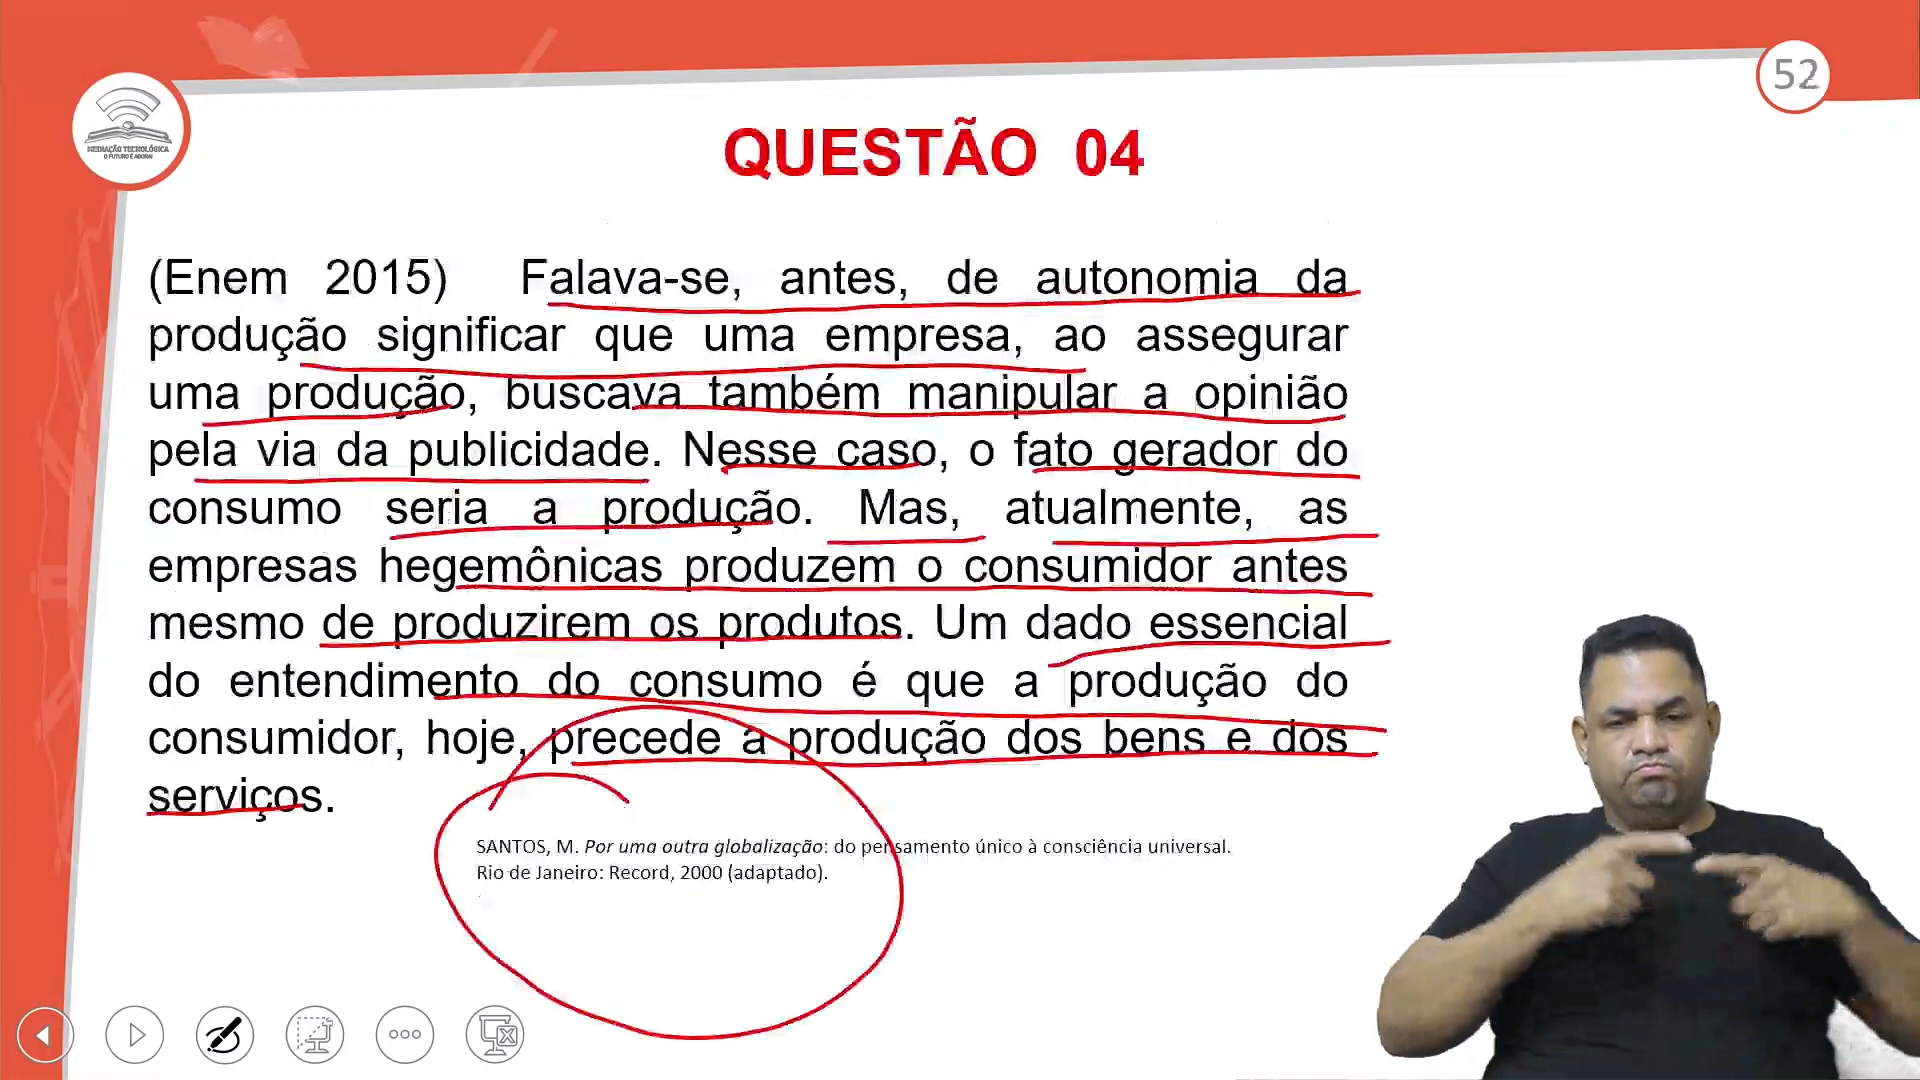 52
MEDIAÇÃO TECNOLÓGICA
O FUTURO É AGORA!
QUESTÃO 04
(Enem 2015) Falava-se, antes, de autonomia da
produção significar que uma empresa, ao assegurar
uma produção, buscava também manipular a opinião
pela via da publicidade. Nesse caso, o fato gerador do
consumo seria a produção. Mas, atualmente, as
empresas hegemônicas produzem o consumidor antes
mesmo de produzirem os produtos. Um dado essencial
do entendimento do consumo é que a produção do
consumidor, hoje, precede a produção dos bens e dos
serviços.
SANTOS, M. Por uma outra globalização: do pensamento único à consciência universal.
Rio de Janeiro: Record, 2000 (adaptado).